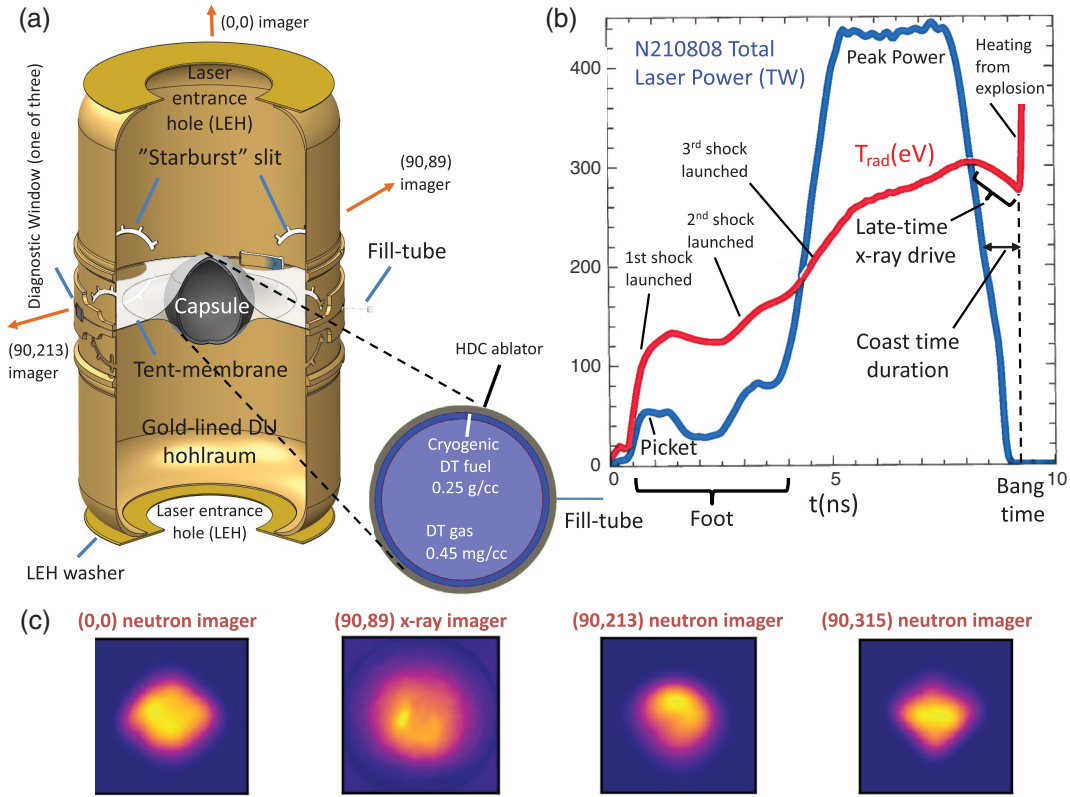 (a)
(0,0) imager
Laser
entrance
hole (LEH)
”Starburst” slit
Diagnostic Window (one of three)
(90,89)
imager
Fill-tube
Capsule
(90,213)
imager
Tent-membrane
Gold-lined DU
hohlraum
Laser entrance
hole (LEH)
LEH washer
HDC ablator
Cryogenic
DT fuel
0.25 g/cc
DT gas
0.45 mg/cc
Fill-tube
(b)
N210808 Total
Laser Power (TW)
Peak Power
Heating
from
explosion
Trad(eV)
3rd shock
launched
2nd shock
launched
1st shock
launched
Late-time
x-ray drive
Coast time
duration
Picket
Foot
400
300
200
100
0
0
5
10
t(ns)
Bang
time
(c)
(0,0) neutron imager
(90,89) x-ray imager
(90,213) neutron imager
(90,315) neutron imager